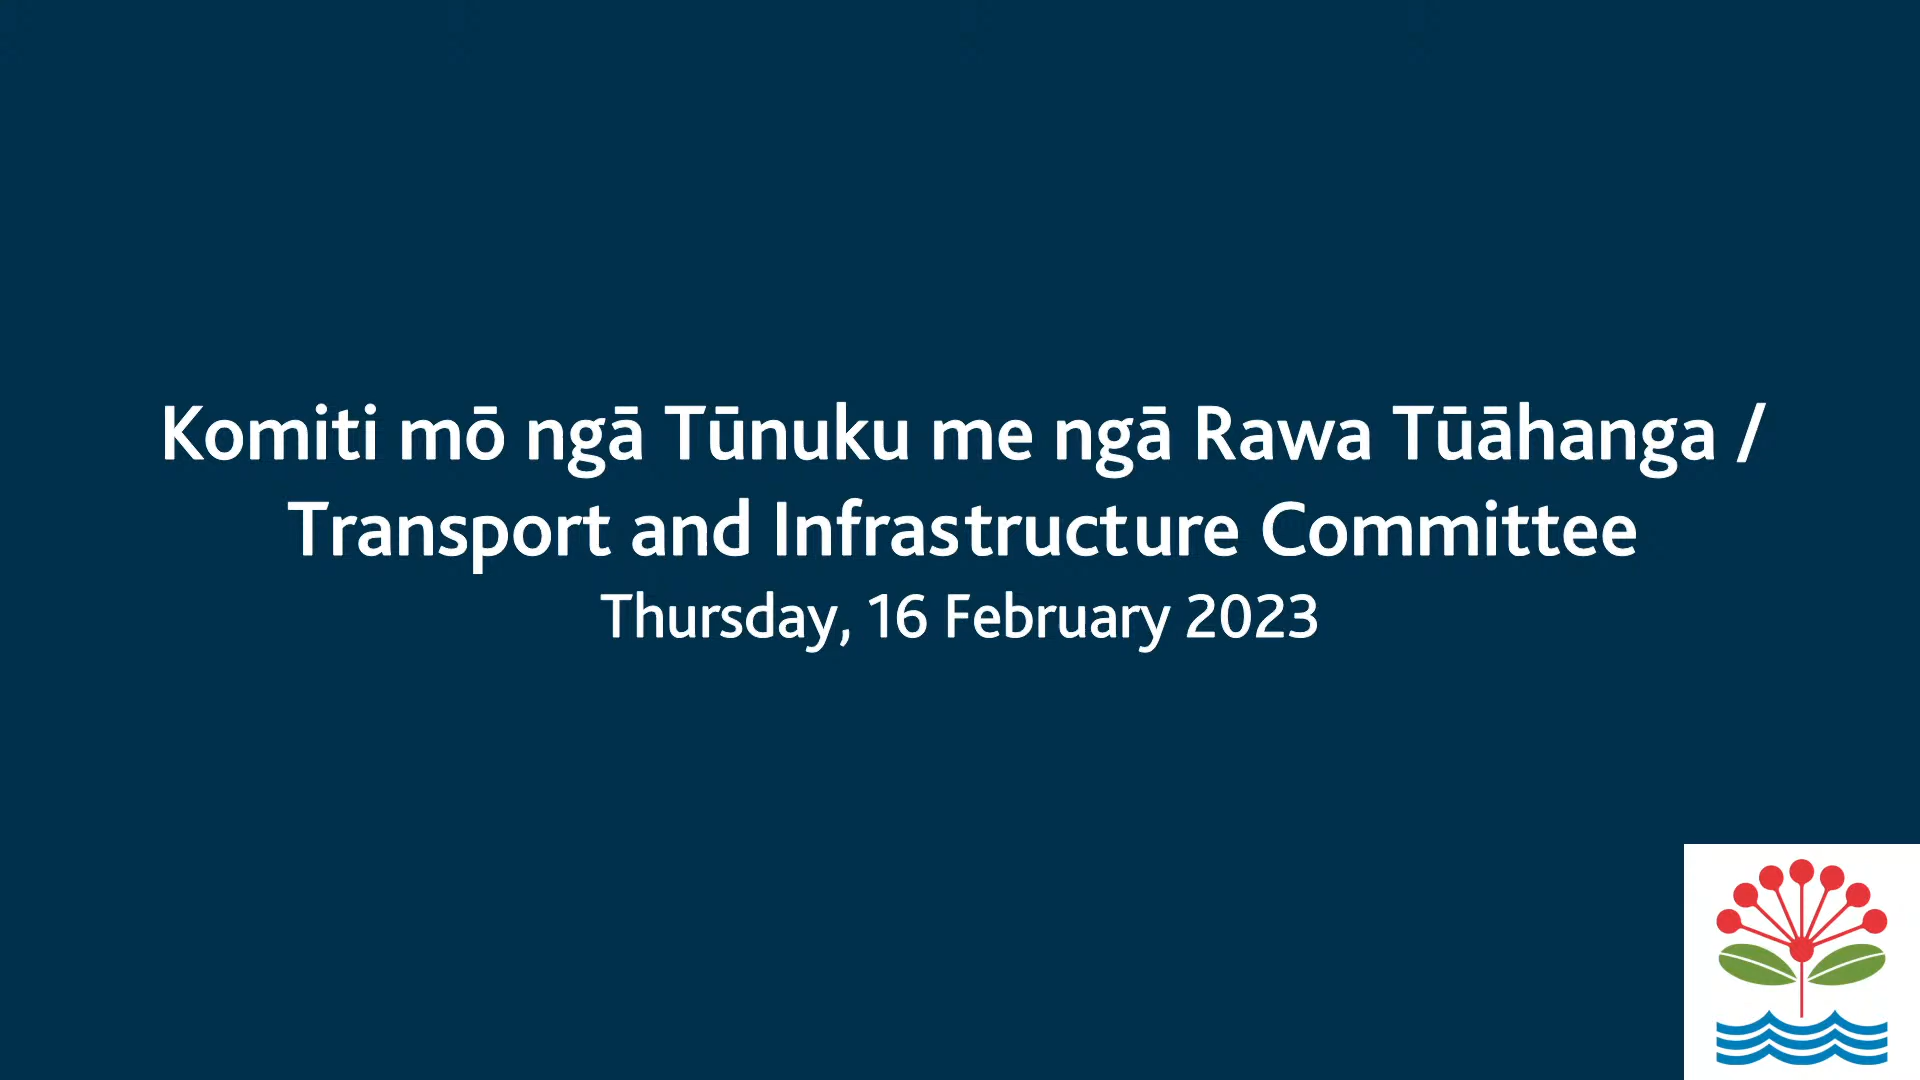 Komiti mō ngā Tūnuku me ngā Rawa Tūāhanga /
Transport and Infrastructure Committee
Thursday, 16 February 2023